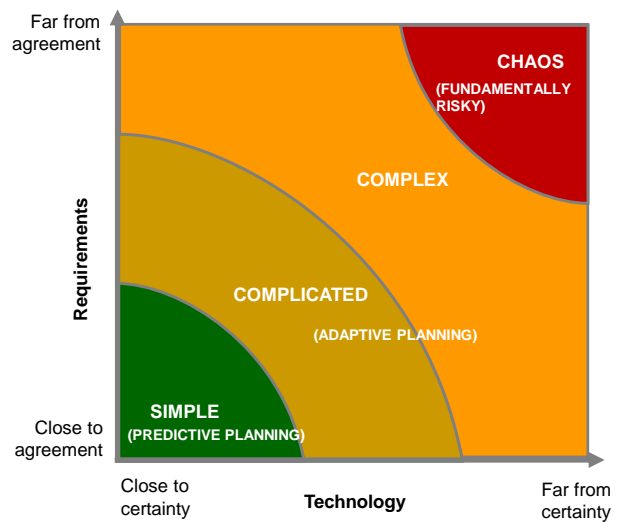 Far from
agreement
CHAOS
(FUNDAMENTALLY
RISKY)
COMPLEX
Requirements
COMPLICATED
(ADAPTIVE PLANNING)
SIMPLE
(PREDICTIVE PLANNING)
Close to
agreement
Close to
certainty
Technology
Far from
certainty